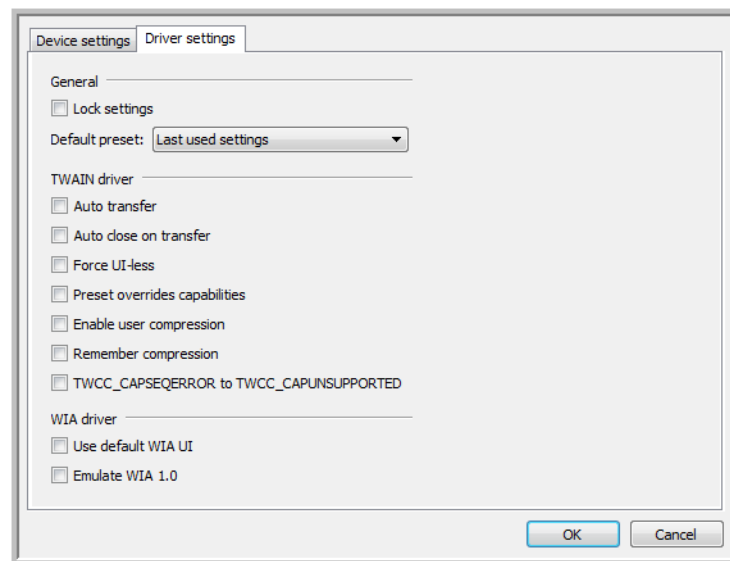 Device settings Driver settings
General
Lock settings
Default preset: Last used settings
TWAIN driver
Auto transfer
Auto close on transfer
Force UI-less
Preset overrides capabilities
Enable user compression
Remember compression
TWCC_CAPSEQERROR to TWCC_CAPUNSUPPORTED
WIA driver
Use default WIA UI
Emulate WIA 1.0
OK Cancel